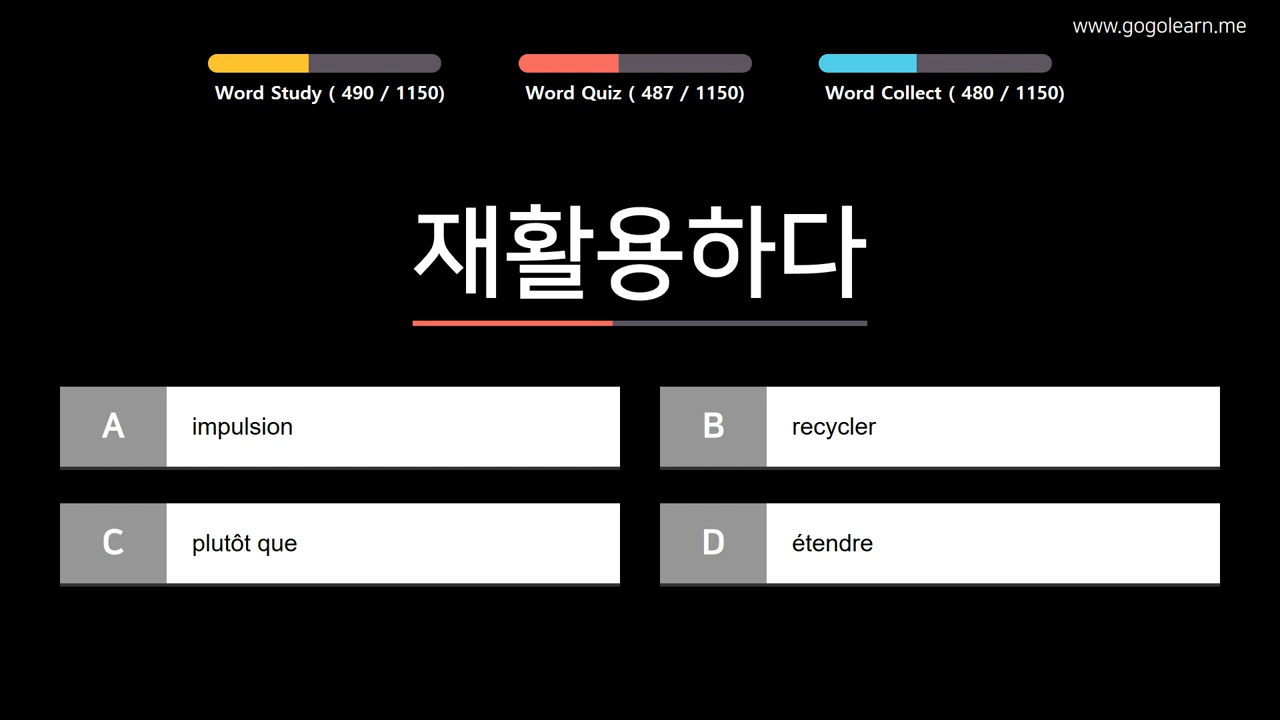 www.gogolearn.me
Word Study ( 490 / 1150)
Word Quiz ( 487 / 1150)
Word Collect ( 480 / 1150)
재활용하다
A impulsion
B recycler
C plutôt que
D étendre